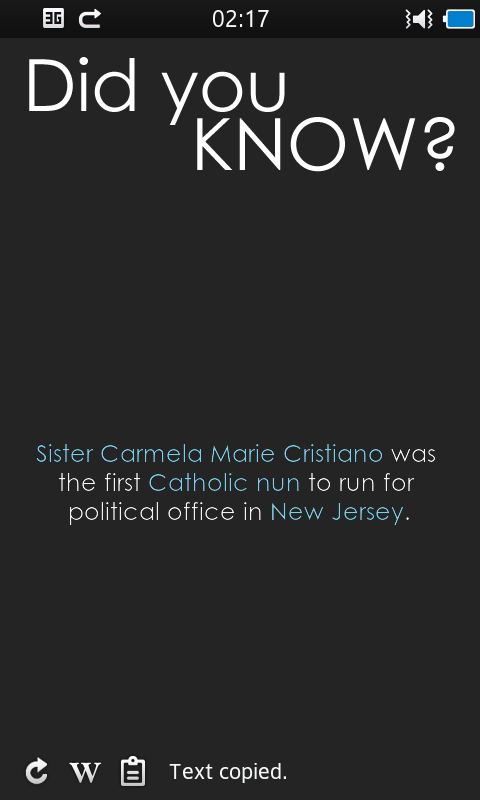 3G 02:17
Did you
KNOW?
Sister Carmela Marie Cristiano was
the first Catholic nun to run for
political office in New Jersey.
W Text copied.